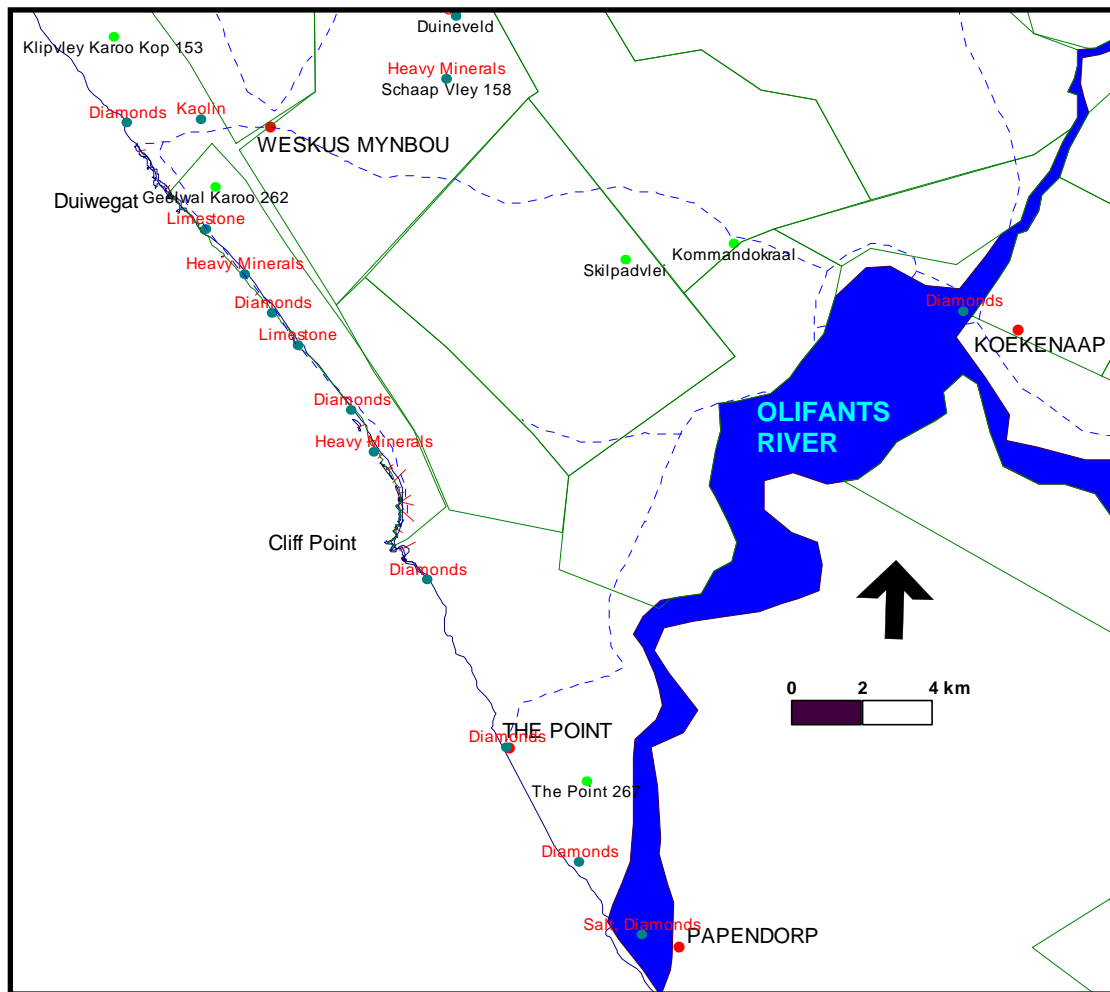 Duineveld
Klipvley Karoo Kop 153
Heavy Minerals
Schaap Vley 158
Diamonds
Kaolin
WESKUS MYNBOU
Geelwal Karoo 262
Duiwegat
Limestone
Kommandokraal
Skilpadvlei
Heavy Minerals
Diamonds
Diamonds
Limestone
KOEKENAAP
Diamonds
OLIFANTS
RIVER
Heavy Minerals
Cliff Point
Diamonds
0 2 4 km
THE POINT
Diamonds
The Point 267
Diamonds
Salt, Diamonds
PAPENDORP